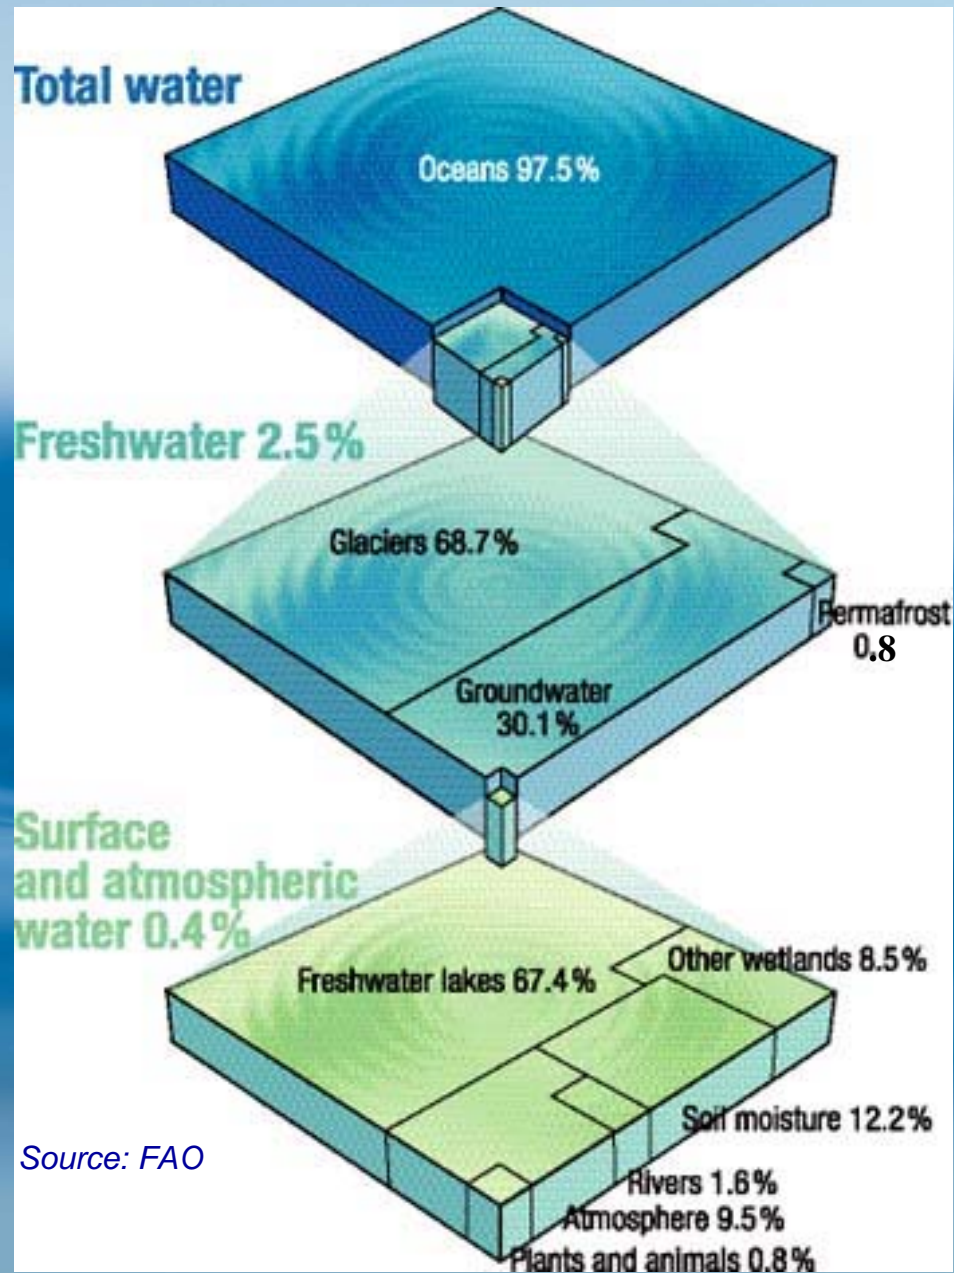 Total water
Oceans 97.5%
Freshwater 2.5%
Glaciers 68.7%
Permafrost
0.8
Groundwater
30.1%
Surface
and atmospheric
water 0.4%
Other wetlands 8.5%
Freshwater lakes 67.4%
Soil moisture 12.2%
Source: FAO
Rivers 1.6%
Atmosphere 9.5%
Plants and animals 0.8%